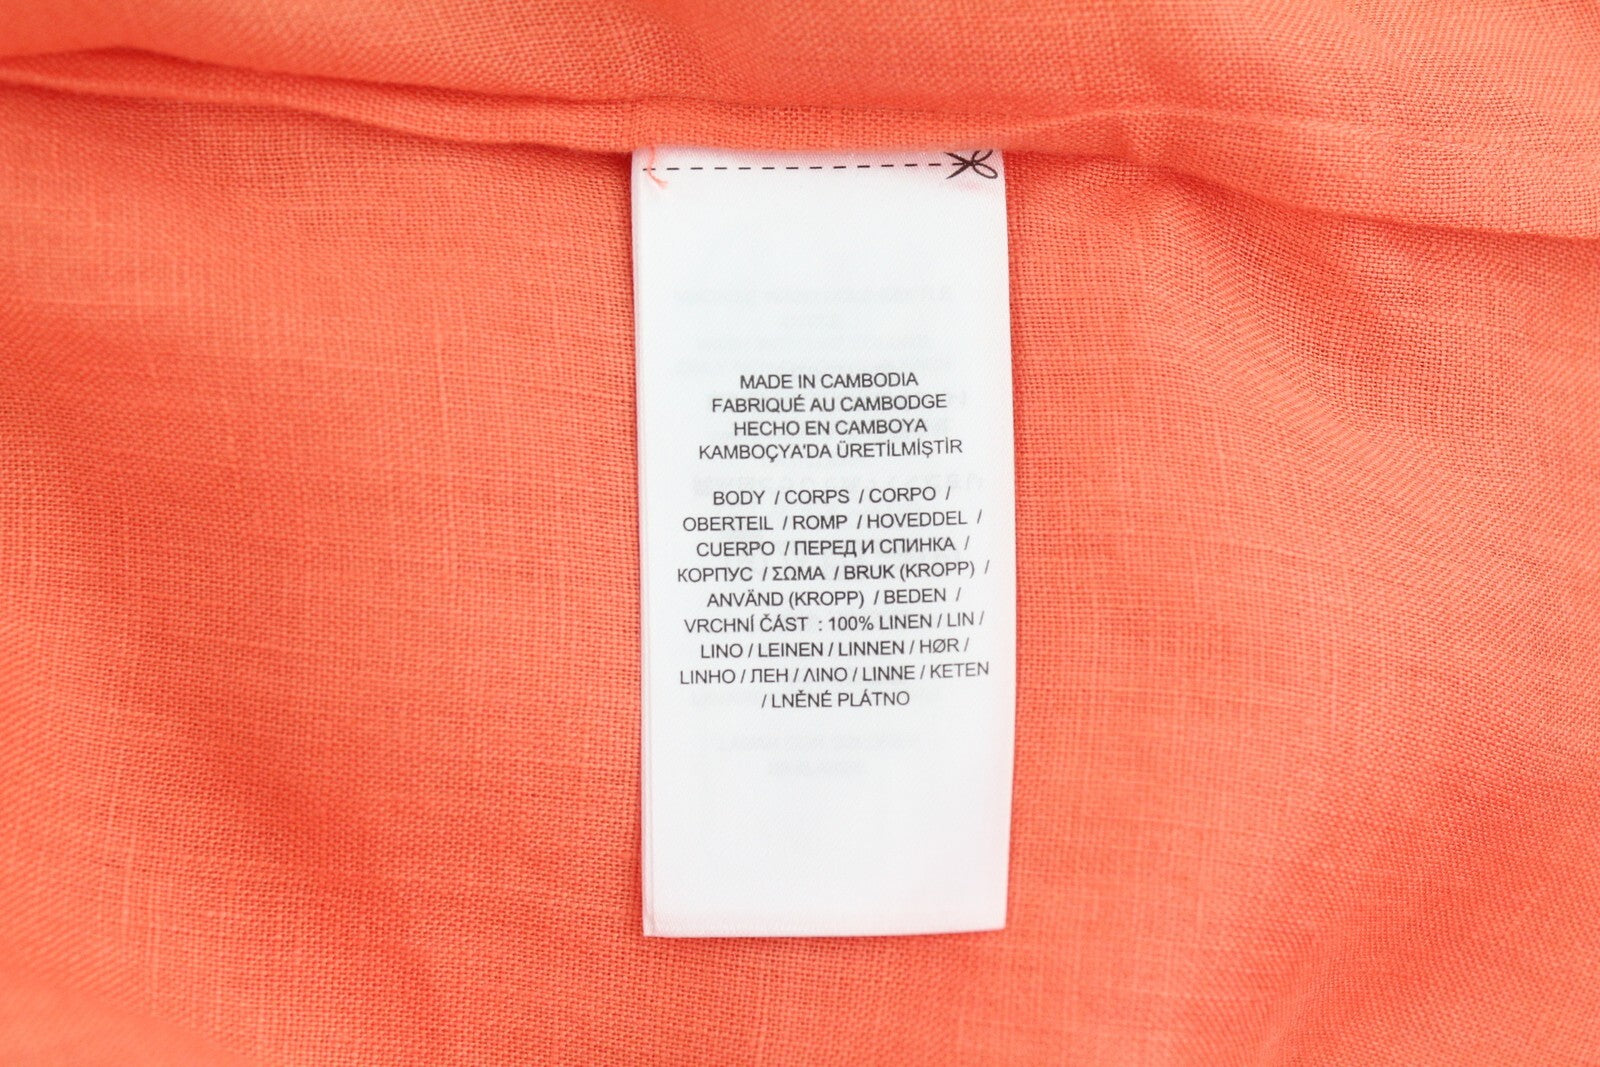 MADE IN CAMBODIA
FABRIQUÉ AU CAMBODGE
HECHO EN CAMBOYA
KAMBOÇYA'DA ÜRETİLMİŞTİR
BODY / CORPS / CORPO /
OBERTEIL / ROMP / HOVEDDEL /
CUERPO / ПЕРЕД И СПИНКА /
КОРПУС / ΣΩΜΑ / BRUK (KROPP) /
ANVÄND (KROPP) / BEDEN /
VRCHNÍ ČÁST : 100% LINEN / LIN /
LINO / LEINEN / LINNEN / HØR /
LINHO / ЛЕН / ΛΙΝΟ / LINNE / KETEN
/ LNĚNÉ PLÁTNO